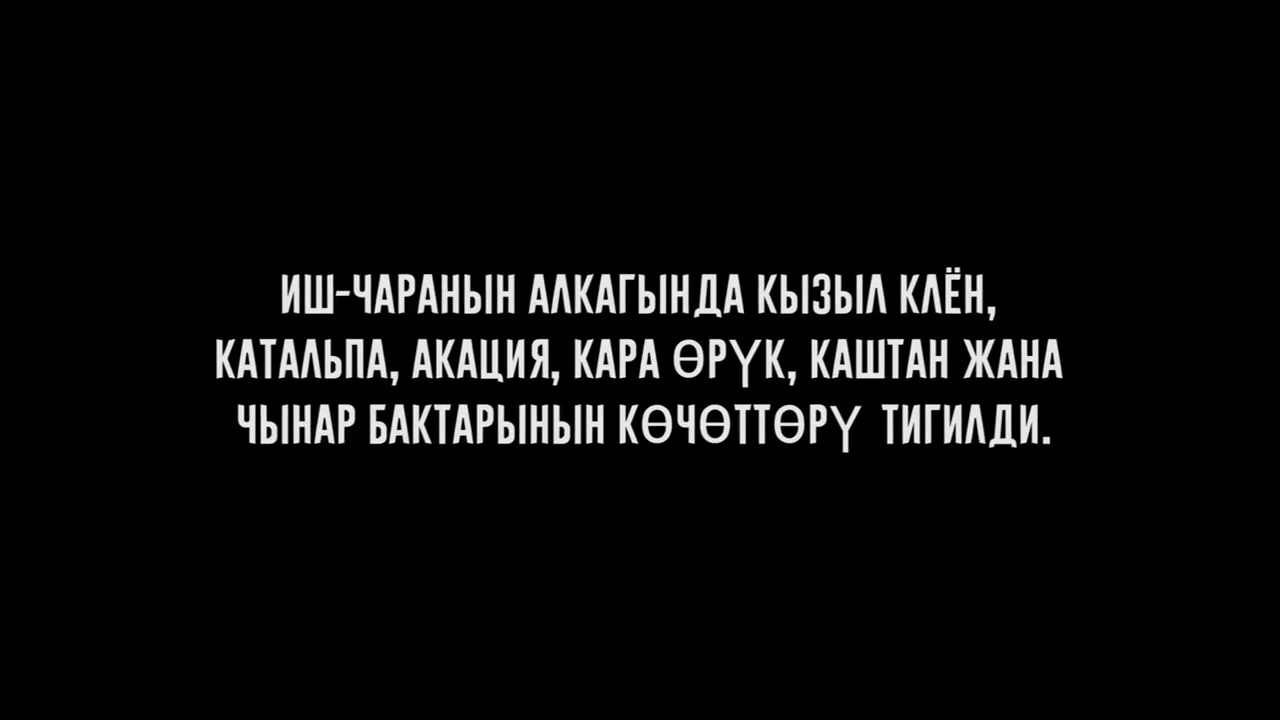 ИШ-ЧАРАНЫН АЛКАГЫНДА КЫЗЫЛ КЛЁН,
КАТАЛЬПА, АКАЦИЯ, КАРА ӨРҮК, КАШТАН ЖАНА
ЧЫНАР БАКТАРЫНЫН КӨЧӨТТӨРҮ ТИГИЛДИ.